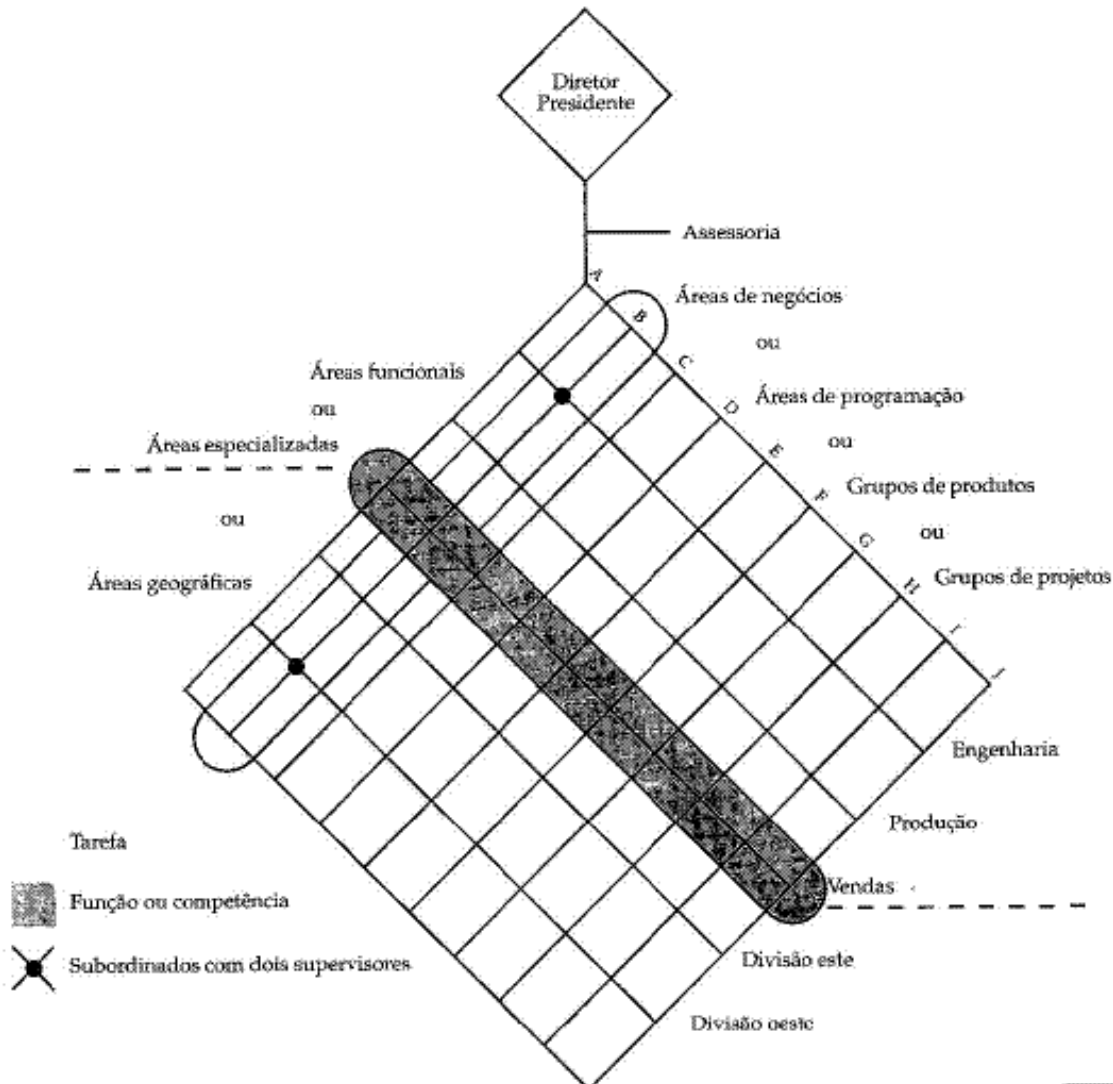 Diretor
Presidente
Assessoria
A
Áreas de negócios
B
ou
C
Áreas funcionais
Áreas de programação
D
ou
ou
Áreas especializadas
E
Grupos de produtos
F
ou
ou
G
Áreas geográficas
Grupos de projetos
H
I
J
Engenharia
Produção
Tarefa
Vendas
Função ou competência
Divisão este
Subordinados com dois supervisores
Divisão oeste